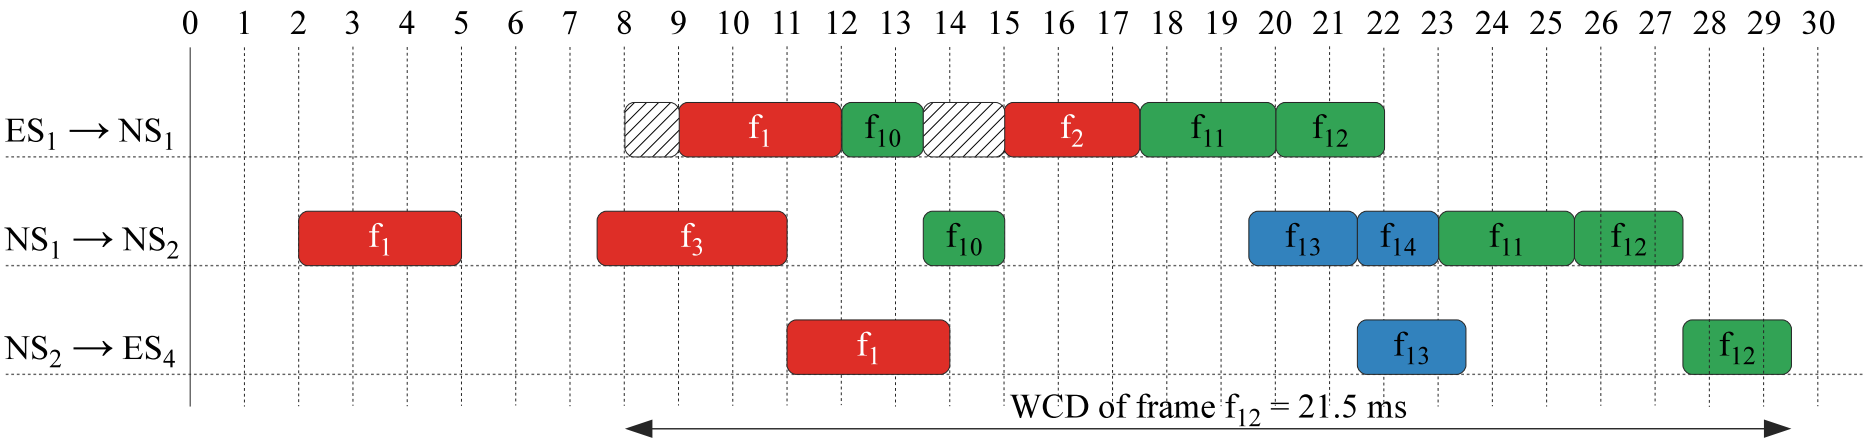 0 1 2 3 4 5 6 7 8 9 10 11 12 13 14 15 16 17 18 19 20 21 22 23 24 25 26 27 28 29 30
ES₁ → NS₁ f₁ f₁₀ f₂ f₁₁ f₁₂
NS₁ → NS₂ f₁ f₃ f₁₀ f₁₃ f₁₄ f₁₁ f₁₂
NS₂ → ES₄ f₁ f₁₃ f₁₂
WCD of frame f₁₂ = 21.5 ms